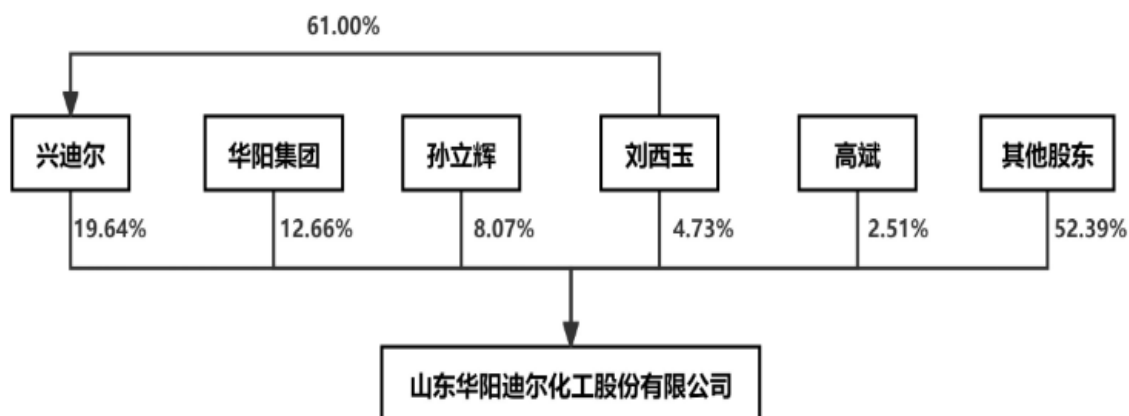 61.00%
兴迪尔 华阳集团 孙立辉 刘西玉 高斌 其他股东
19.64% 12.66% 8.07% 4.73% 2.51% 52.39%
山东华阳迪尔化工股份有限公司